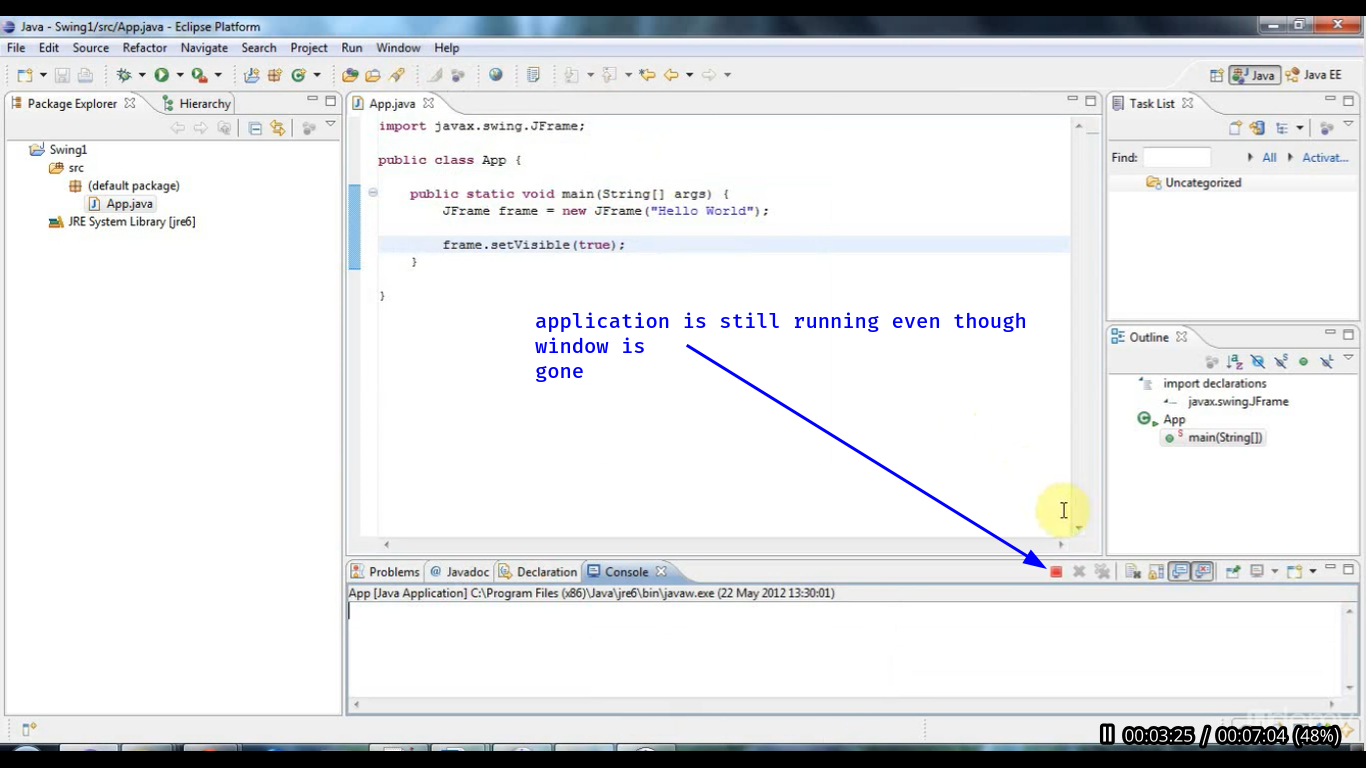 Java - Swing1/src/App.java - Eclipse Platform
File Edit Source Refactor Navigate Search Project Run Window Help
Java Java EE
Package Explorer Hierarchy
Swing1
src
(default package)
App.java
JRE System Library [jre6]
App.java
import javax.swing.JFrame;
public class App {
public static void main(String[] args) {
JFrame frame = new JFrame("Hello World");
frame.setVisible(true);
}
}
application is still running even though
window is
gone
Task List
Find: All Activat...
Uncategorized
Outline
import declarations
javax.swing.JFrame
App
main(String[])
Problems @ Javadoc Declaration Console
App [Java Application] C:\Program Files (x86)\Java\jre6\bin\javaw.exe (22 May 2012 13:30:01)
00:03:25 / 00:07:04 (48%)